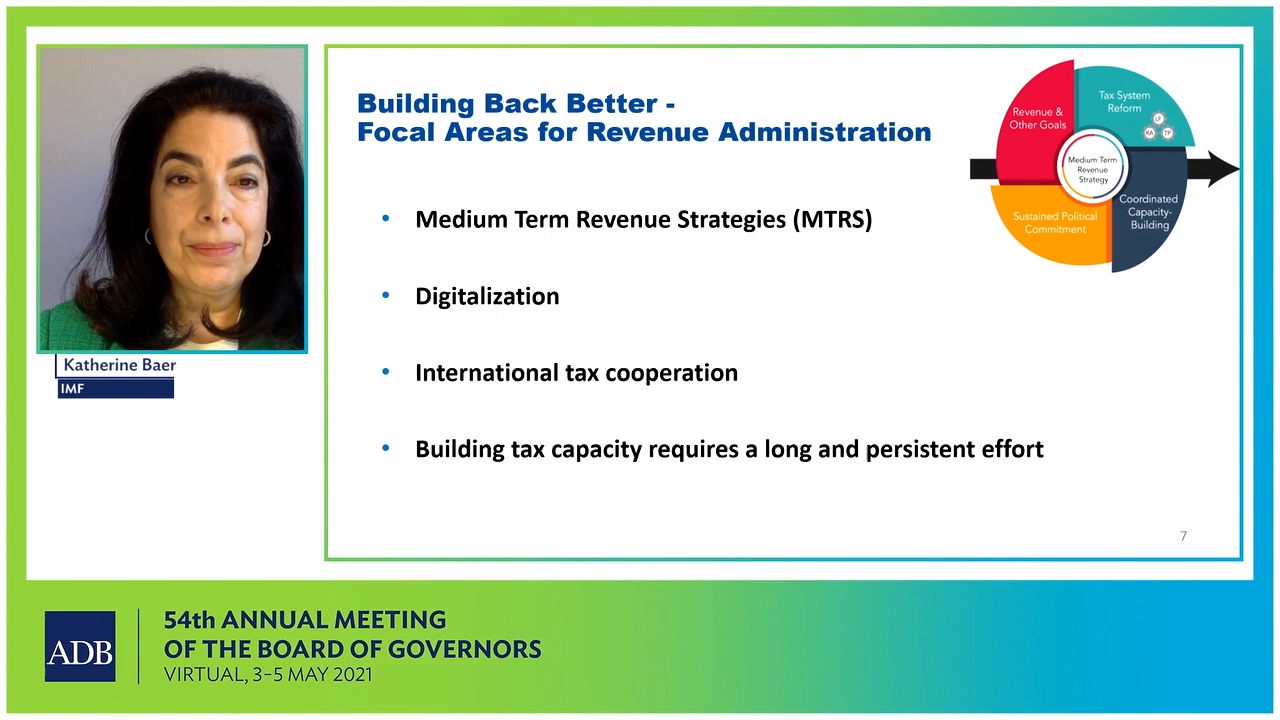 Building Back Better -
Focal Areas for Revenue Administration
Revenue &
Other Goals
Tax System
Reform
LF
RA
TP
Medium Term
Revenue
Strategy
Sustained Political
Commitment
Coordinated
Capacity-
Building
• Medium Term Revenue Strategies (MTRS)
• Digitalization
• International tax cooperation
• Building tax capacity requires a long and persistent effort
7
Katherine Baer
IMF
ADB
54th ANNUAL MEETING
OF THE BOARD OF GOVERNORS
VIRTUAL, 3–5 MAY 2021